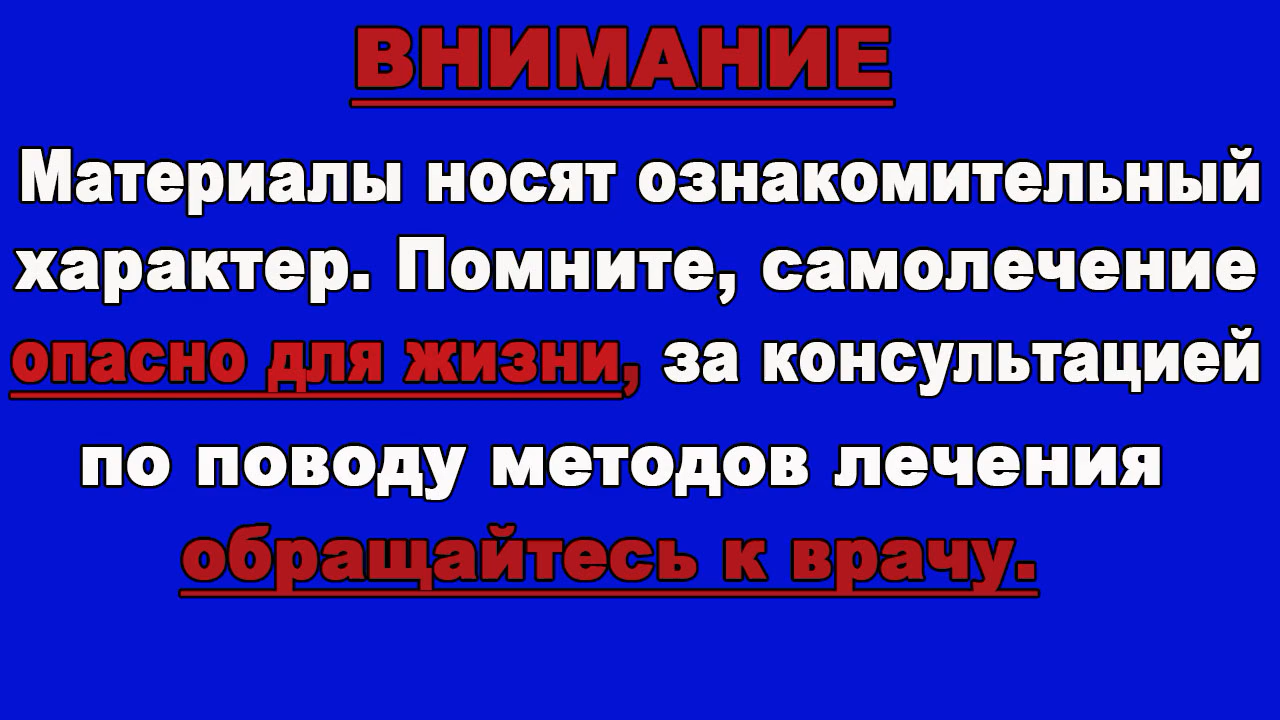 ВНИМАНИЕ
Материалы носят ознакомительный
характер. Помните, самолечение
опасно для жизни, за консультацией
по поводу методов лечения
обращайтесь к врачу.